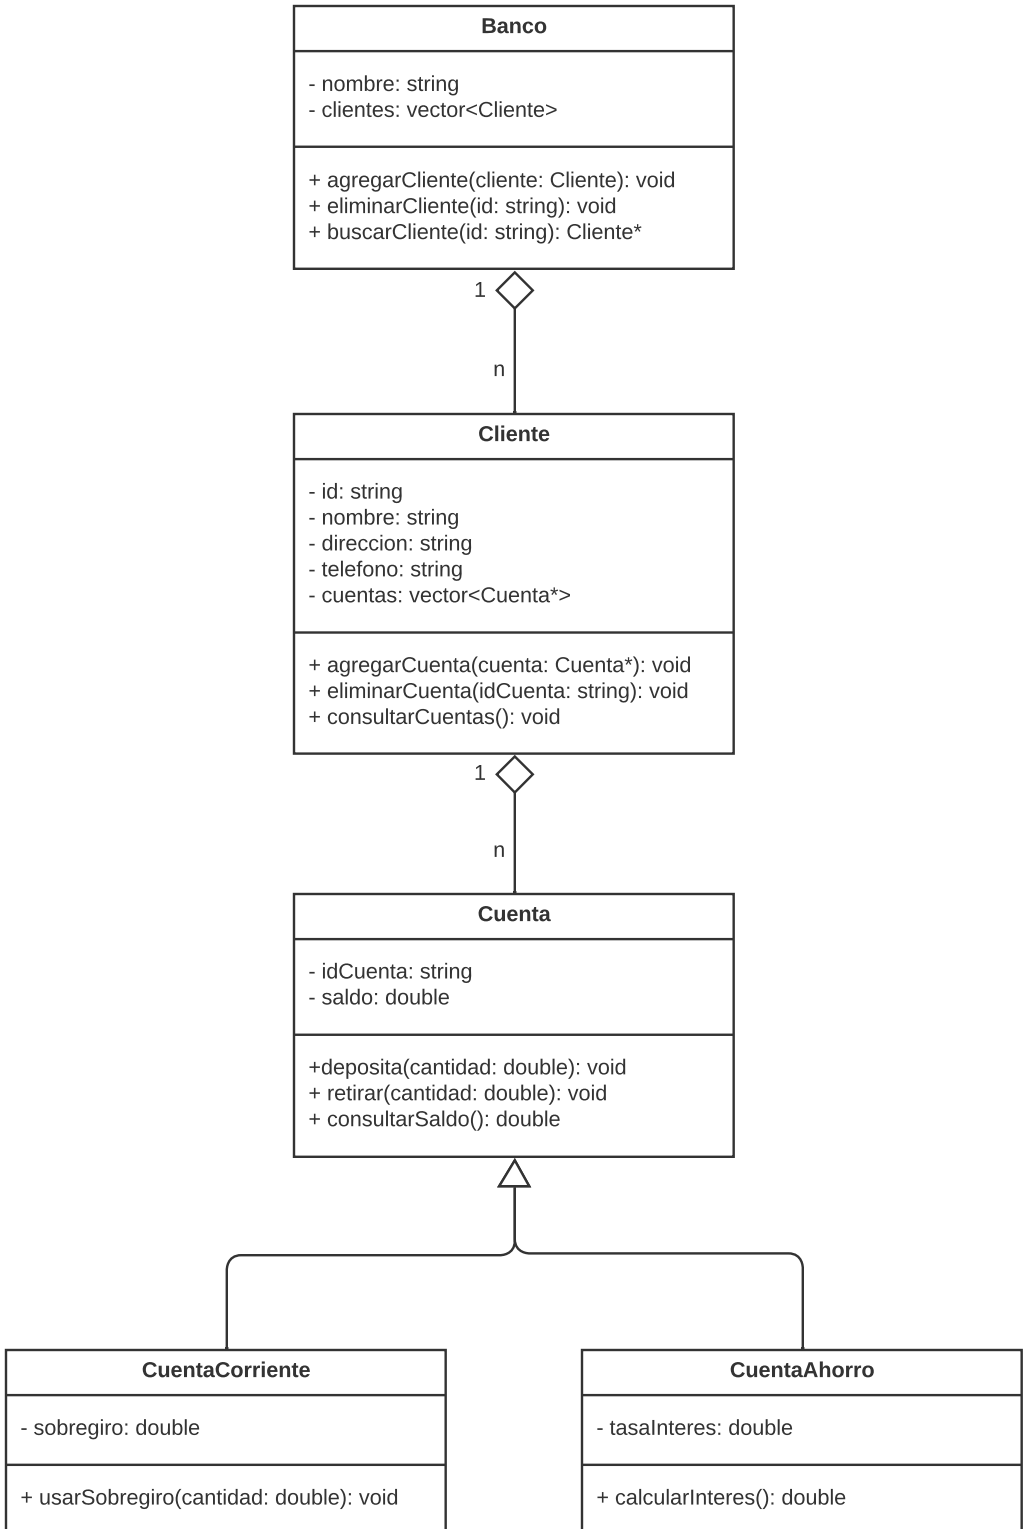 Banco
- nombre: string
- clientes: vector<Cliente>
+ agregarCliente(cliente: Cliente): void
+ eliminarCliente(id: string): void
+ buscarCliente(id: string): Cliente*
1
n
Cliente
- id: string
- nombre: string
- direccion: string
- telefono: string
- cuentas: vector<Cuenta*>
+ agregarCuenta(cuenta: Cuenta*): void
+ eliminarCuenta(idCuenta: string): void
+ consultarCuentas(): void
1
n
Cuenta
- idCuenta: string
- saldo: double
+deposita(cantidad: double): void
+ retirar(cantidad: double): void
+ consultarSaldo(): double
CuentaCorriente
- sobregiro: double
+ usarSobregiro(cantidad: double): void
CuentaAhorro
- tasaInteres: double
+ calcularInteres(): double